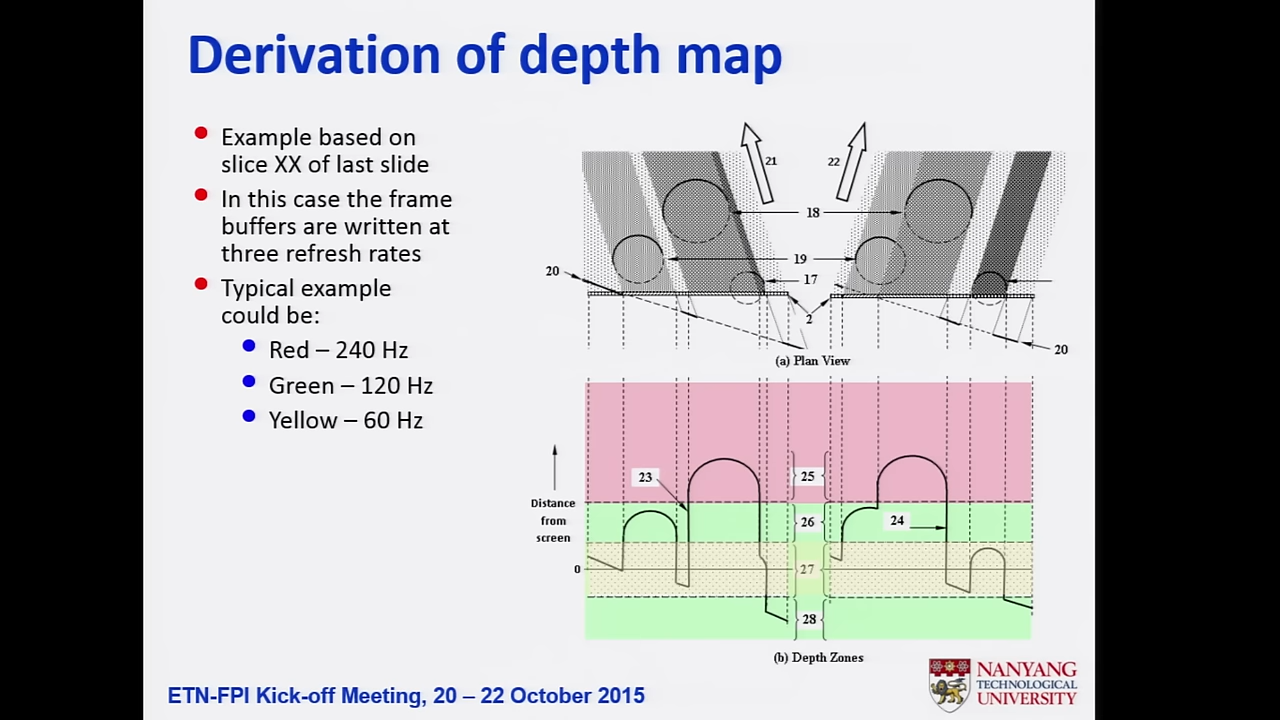 Derivation of depth map
Example based on
slice XX of last slide
In this case the frame
buffers are written at
three refresh rates
Typical example
could be:
Red – 240 Hz
Green – 120 Hz
Yellow – 60 Hz
21
22
18
19
20
17
2
20
(a) Plan View
23
25
Distance
from
screen
26
24
0
27
28
(b) Depth Zones
ETN-FPI Kick-off Meeting, 20 – 22 October 2015
NANYANG
TECHNOLOGICAL
UNIVERSITY